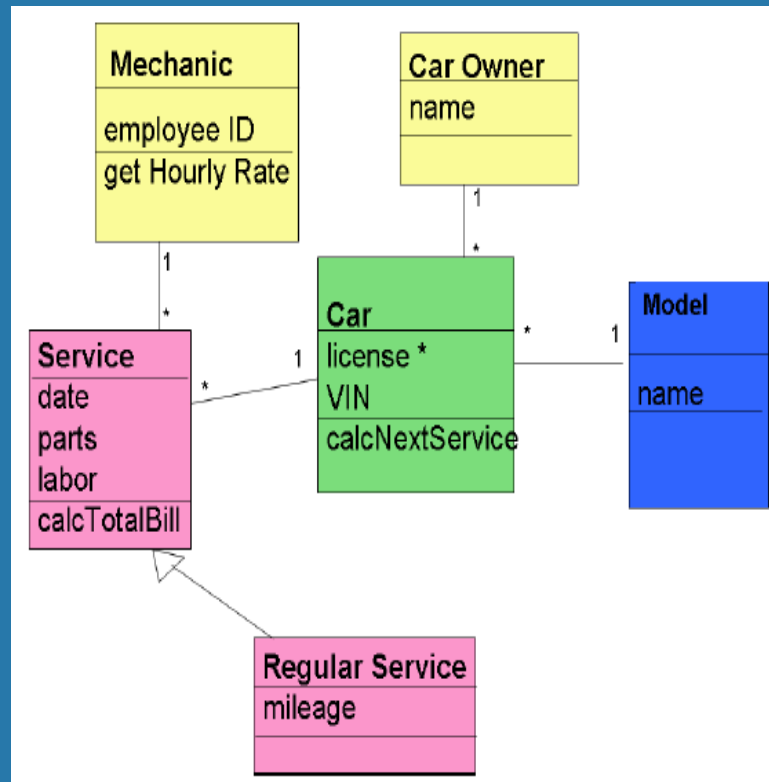 Mechanic
employee ID
get Hourly Rate
Car Owner
name
1
*
1
*
Car
license *
VIN
calcNextService
Model
name
* 1
Service
date
parts
labor
calcTotalBill
* 1
Regular Service
mileage